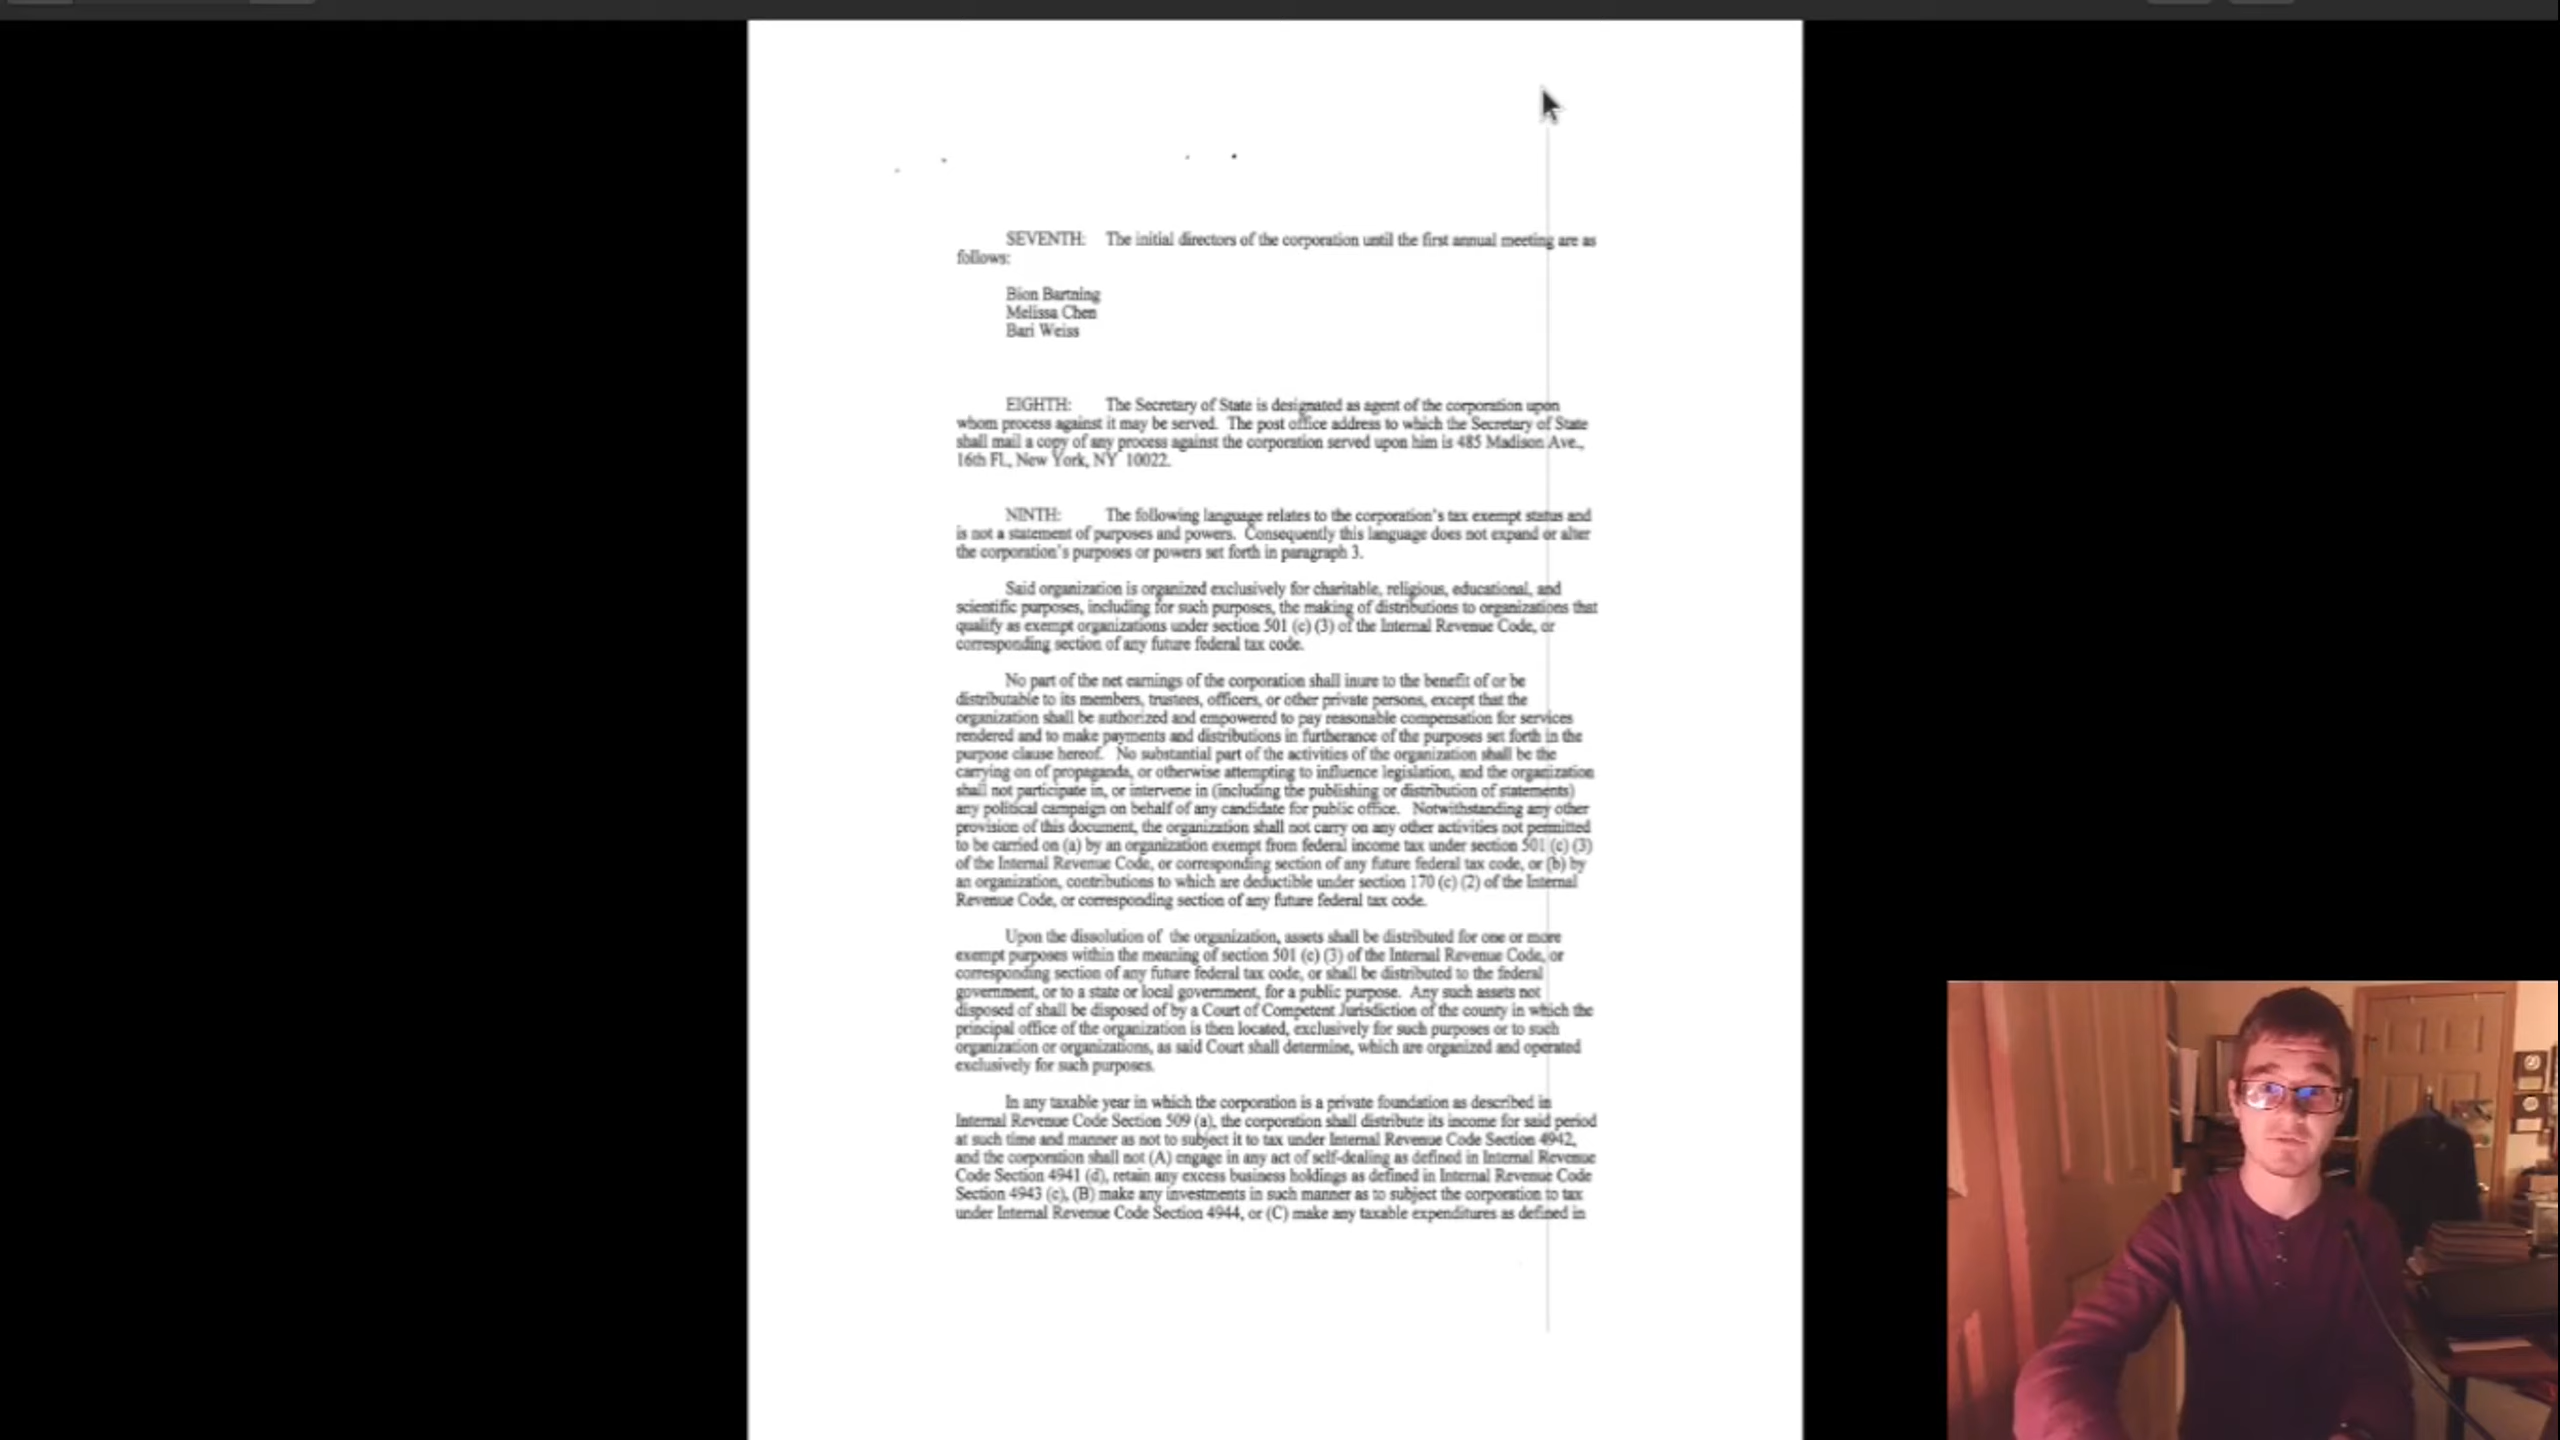 SEVENTH: The initial directors of the corporation until the first annual meeting are as
follows:
Bion Bartning
Melissa Chen
Bari Weiss
EIGHTH: The Secretary of State is designated as agent of the corporation upon
whom process against it may be served. The post office address to which the Secretary of State
shall mail a copy of any process against the corporation served upon him is 485 Madison Ave.,
16th Fl., New York, NY 10022.
NINTH: The following language relates to the corporation's tax exempt status and
is not a statement of purposes and powers. Consequently this language does not expand or alter
the corporation's purposes or powers set forth in paragraph 3.
Said organization is organized exclusively for charitable, religious, educational, and
scientific purposes, including for such purposes, the making of distributions to organizations that
qualify as exempt organizations under section 501 (c) (3) of the Internal Revenue Code, or
corresponding section of any future federal tax code.
No part of the net earnings of the corporation shall inure to the benefit of or be
distributable to its members, trustees, officers, or other private persons, except that the
organization shall be authorized and empowered to pay reasonable compensation for services
rendered and to make payments and distributions in furtherance of the purposes set forth in the
purpose clause hereof. No substantial part of the activities of the organization shall be the
carrying on of propaganda, or otherwise attempting to influence legislation, and the organization
shall not participate in, or intervene in (including the publishing or distribution of statements)
any political campaign on behalf of any candidate for public office. Notwithstanding any other
provision of this document, the organization shall not carry on any other activities not permitted
to be carried on (a) by an organization exempt from federal income tax under section 501 (c) (3)
of the Internal Revenue Code, or corresponding section of any future federal tax code, or (b) by
an organization, contributions to which are deductible under section 170 (c) (2) of the Internal
Revenue Code, or corresponding section of any future federal tax code.
Upon the dissolution of the organization, assets shall be distributed for one or more
exempt purposes within the meaning of section 501 (c) (3) of the Internal Revenue Code, or
corresponding section of any future federal tax code, or shall be distributed to the federal
government, or to a state or local government, for a public purpose. Any such assets not
disposed of shall be disposed of by a Court of Competent Jurisdiction of the county in which the
principal office of the organization is then located, exclusively for such purposes or to such
organization or organizations, as said Court shall determine, which are organized and operated
exclusively for such purposes.
In any taxable year in which the corporation is a private foundation as described in
Internal Revenue Code Section 509 (a), the corporation shall distribute its income for said period
at such time and manner as not to subject it to tax under Internal Revenue Code Section 4942,
and the corporation shall not (A) engage in any act of self-dealing as defined in Internal Revenue
Code Section 4941 (d), retain any excess business holdings as defined in Internal Revenue Code
Section 4943 (c), (B) make any investments in such manner as to subject the corporation to tax
under Internal Revenue Code Section 4944, or (C) make any taxable expenditures as defined in